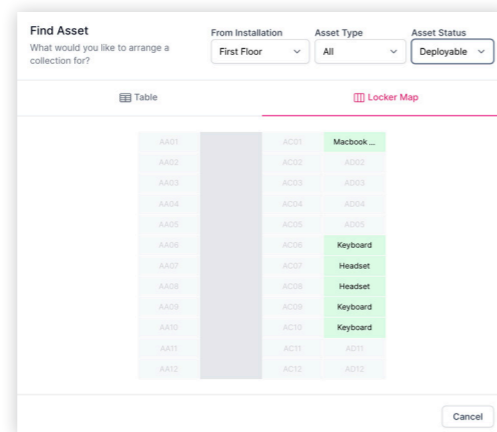 Find Asset
What would you like to arrange a
collection for?
From Installation
First Floor
Asset Type
All
Asset Status
Deployable
Table
Locker Map
AA01 AC01 Macbook ...
AA02 AC02 AD02
AA03 AC03 AD03
AA04 AC04 AD04
AA05 AC05 AD05
AA06 AC06 Keyboard
AA07 AC07 Headset
AA08 AC08 Headset
AA09 AC09 Keyboard
AA10 AC10 Keyboard
AA11 AC11 AD11
AA12 AC12 AD12
Cancel